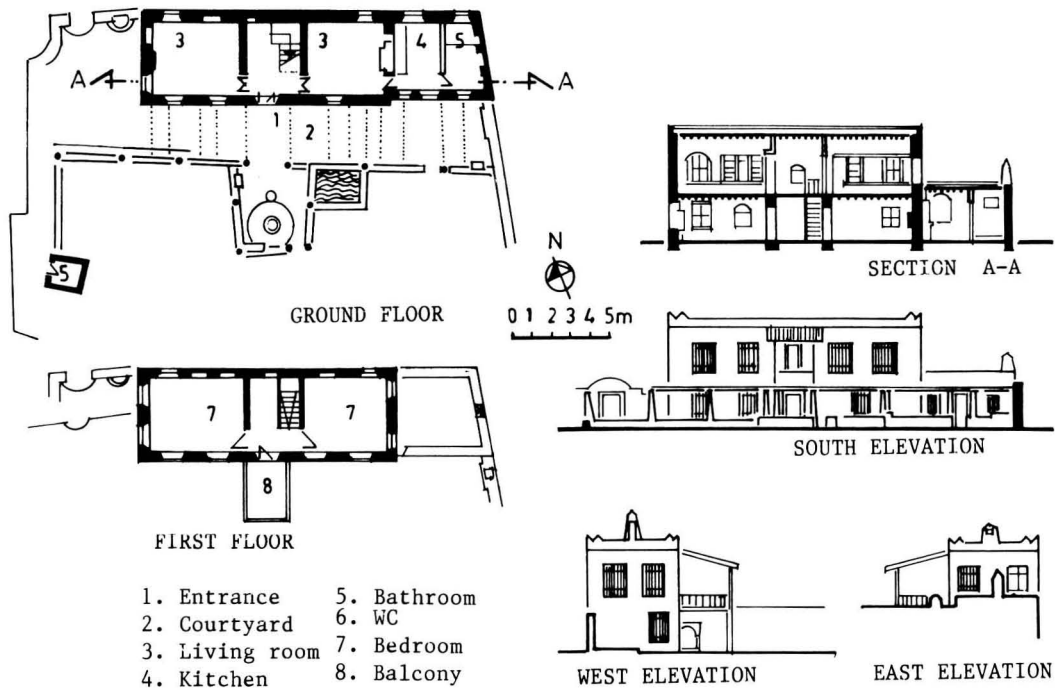 3
3
4
5
A
A
1
2
5
GROUND FLOOR
N
0 1 2 3 4 5m
SECTION A-A
SOUTH ELEVATION
7
7
8
FIRST FLOOR
1. Entrance
2. Courtyard
3. Living room
4. Kitchen
5. Bathroom
6. WC
7. Bedroom
8. Balcony
WEST ELEVATION
EAST ELEVATION